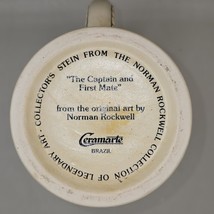 COLLECTOR'S STEIN FROM THE NORMAN ROCKWELL COLLECTION OF LEGENDARY ART ·
"The Captain and
First Mate"
from the original art by
Norman Rockwell
Ceramarte
BRAZIL